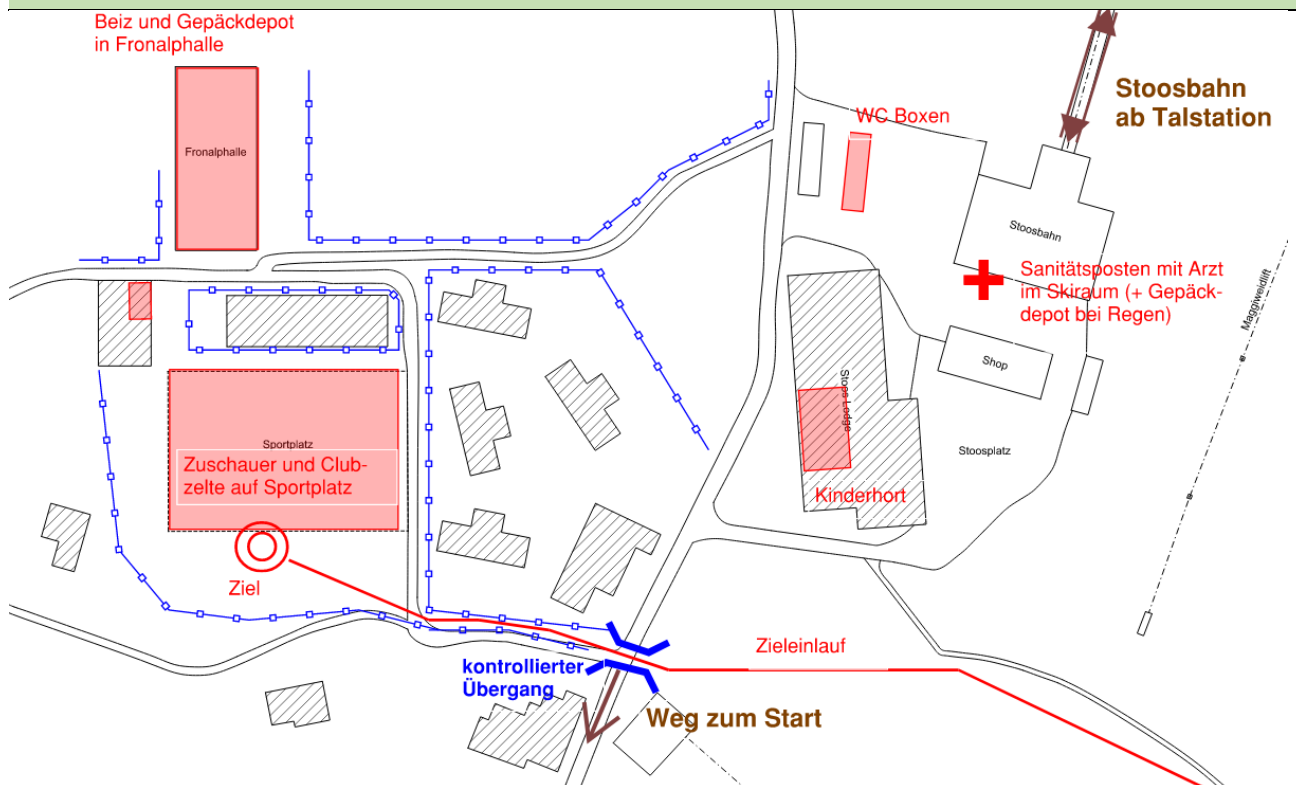 Beiz und Gepäckdepot
in Fronalphalle
Fronalphalle
Stoosbahn
ab Talstation
WC Boxen
Stoosbahn
Sanitätsposten mit Arzt
im Skiraum (+ Gepäck-
depot bei Regen)
Maggiweidlift
Shop
Stoos Lodge
Stoosplatz
Kinderhort
Sportplatz
Zuschauer und Club-
zelte auf Sportplatz
Ziel
Zieleinlauf
kontrollierter
Übergang
Weg zum Start